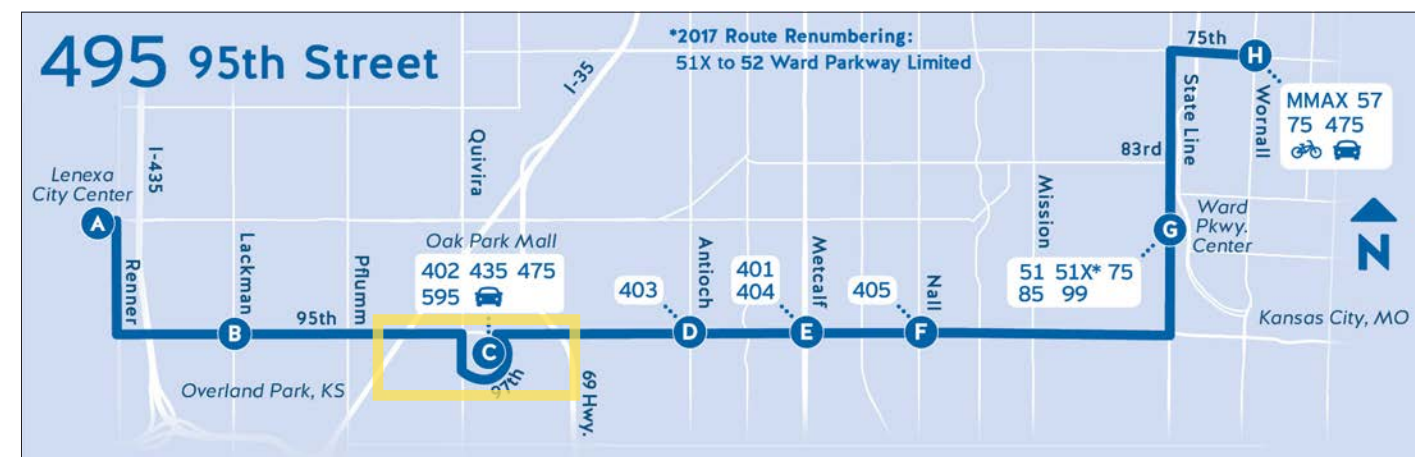 495 95th Street
*2017 Route Renumbering:
51X to 52 Ward Parkway Limited
75th
H
MMAX 57
75 475
State Line
Wornall
I-35
I-435
Quivira
83rd
Lenexa
City Center
A
Mission
Ward
Pkwy.
Center
G
N
Oak Park Mall
402 435 475
595
Renner
Lackman
Pflumm
Antioch
Metcalf
Nall
403
401
404
405
51 51X* 75
85 99
95th
B
C
D
E
F
Kansas City, MO
Overland Park, KS
97th
69 Hwy.